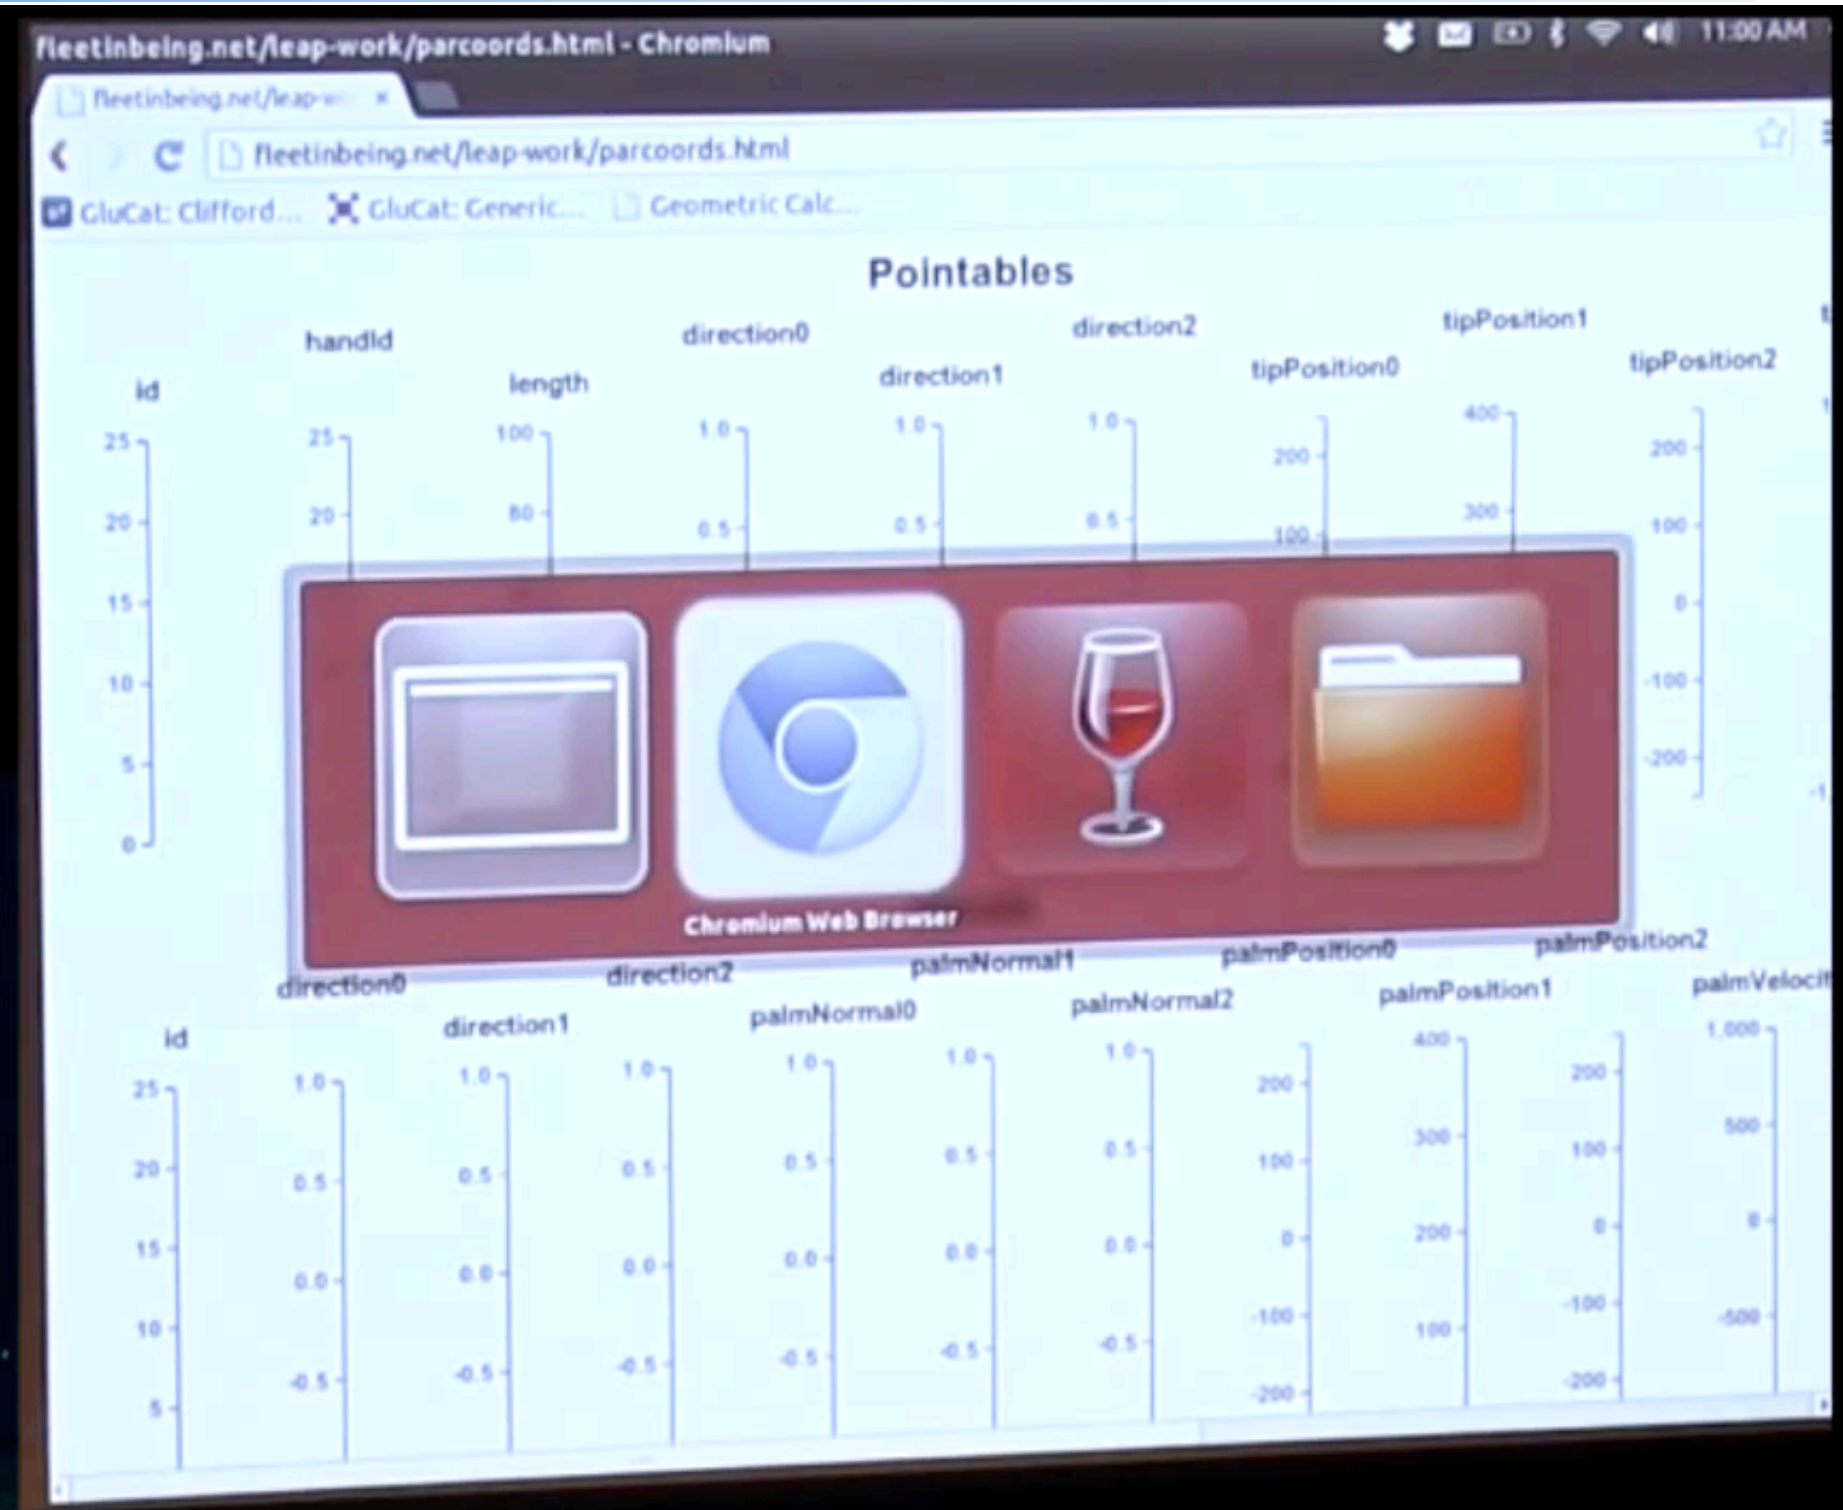 fleetinbeing.net/leap-work/parcoords.html - Chromium
11:00 AM
fleetinbeing.net/leap-w
fleetinbeing.net/leap-work/parcoords.html
GluCat: Clifford... GluCat: Generic... Geometric Calc...
Pointables
handId direction0 direction2 tipPosition1
id length direction1 tipPosition0 tipPosition2
25 25 100 1.0 1.0 1.0 400
200 200
20 20 80 0.5 0.5 0.5 100 300 100
15 0
10 -100
5 -200
0
Chromium Web Browser
direction0 direction2 palmNormal1 palmPosition0 palmPosition2
id direction1 palmNormal0 palmNormal2 palmPosition1 palmVelocit
25 1.0 1.0 1.0 1.0 1.0 1.0 200 400 200 1,000
20 0.5 0.5 0.5 0.5 0.5 0.5 100 300 100 500
15 0.0 0.0 0.0 0.0 0.0 0.0 0 200 0 0
10 -0.5 -0.5 -0.5 -0.5 -0.5 -0.5 -100 100 -100 -500
5 -200 -200